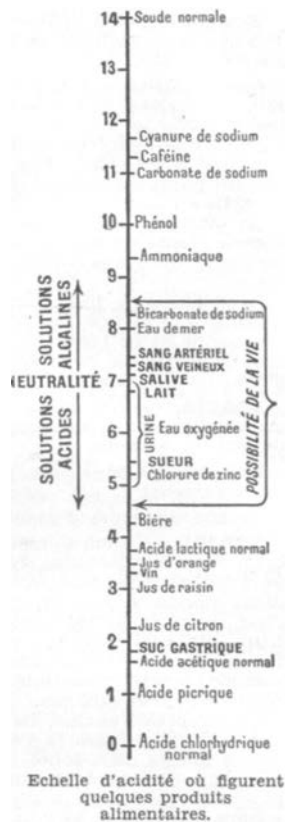 14 Soude normale
13
12
Cyanure de sodium
Caféine
11 Carbonate de sodium
10 Phénol
Ammoniaque
9
SOLUTIONS ALCALINES
Bicarbonate de sodium
8 Eau de mer
SANG ARTÉRIEL
SANG VEINEUX
NEUTRALITÉ 7 SALIVE
LAIT
POSSIBILITÉ DE LA VIE
SOLUTIONS ACIDES
URINE
6 Eau oxygénée
SUEUR
Chlorure de zinc
5
Bière
4
Acide lactique normal
Jus d'orange
Vin
3 Jus de raisin
Jus de citron
2
SUC GASTRIQUE
Acide acétique normal
1 Acide picrique
0 Acide chlorhydrique
normal
Echelle d'acidité où figurent
quelques produits
alimentaires.